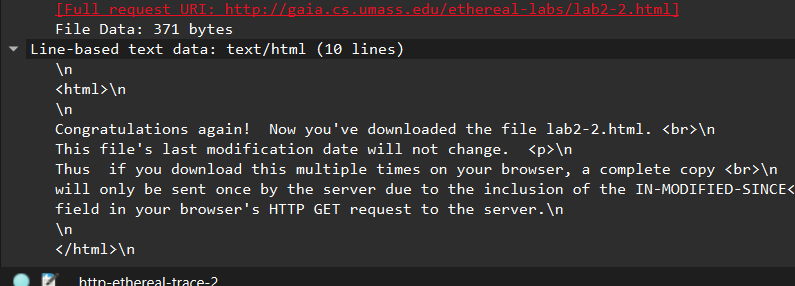 [Full request URI: http://gaia.cs.umass.edu/ethereal-labs/lab2-2.html]
File Data: 371 bytes
Line-based text data: text/html (10 lines)
\n
<html>\n
\n
Congratulations again!  Now you've downloaded the file lab2-2.html. <br>\n
This file's last modification date will not change.  <p>\n
Thus  if you download this multiple times on your browser, a complete copy <br>\n
will only be sent once by the server due to the inclusion of the IN-MODIFIED-SINCE<
field in your browser's HTTP GET request to the server.\n
\n
</html>\n
http-ethereal-trace-2